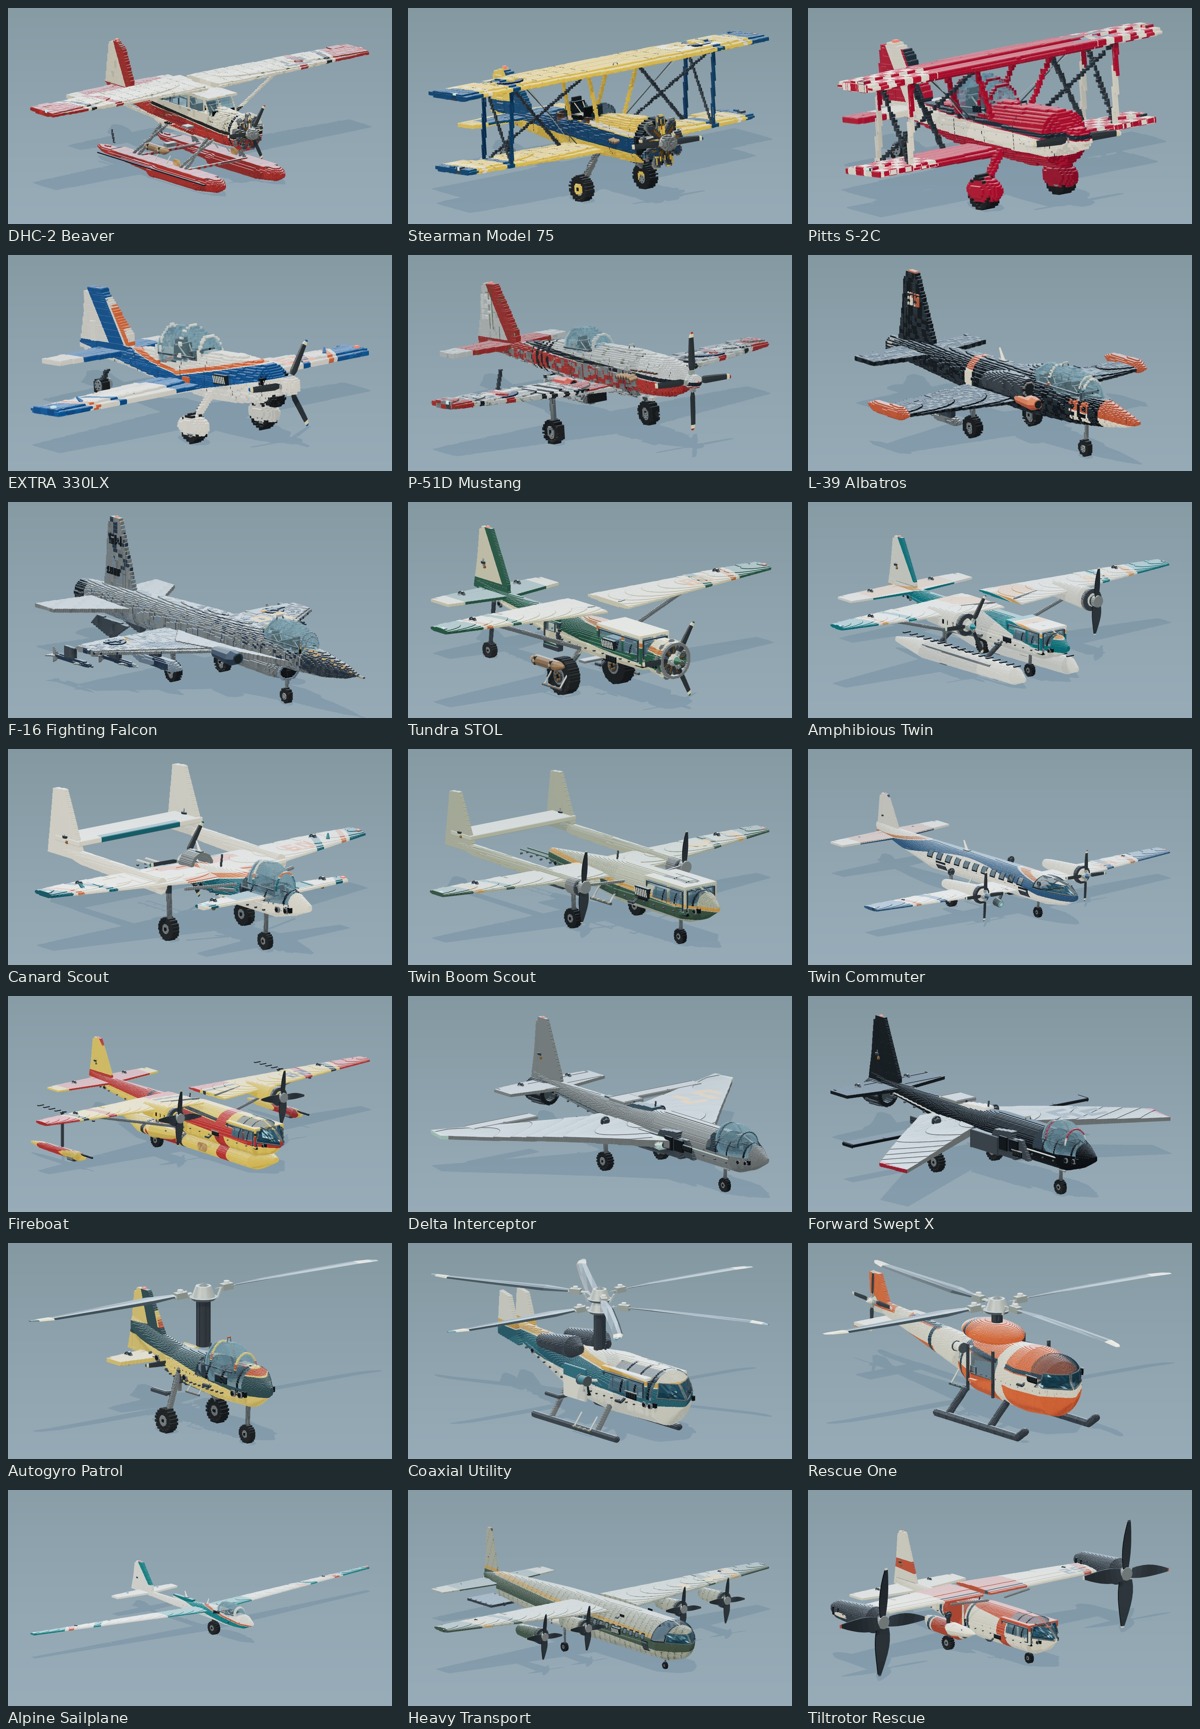 DHC-2 Beaver
Stearman Model 75
Pitts S-2C
EXTRA 330LX
P-51D Mustang
L-39 Albatros
F-16 Fighting Falcon
Tundra STOL
Amphibious Twin
Canard Scout
Twin Boom Scout
Twin Commuter
Fireboat
Delta Interceptor
Forward Swept X
Autogyro Patrol
Coaxial Utility
Rescue One
Alpine Sailplane
Heavy Transport
Tiltrotor Rescue